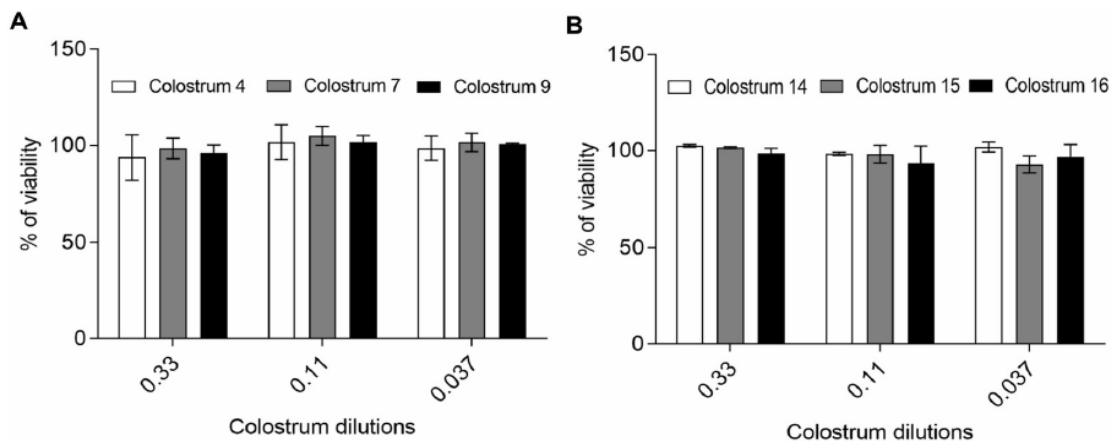 A
150
Colostrum 4 Colostrum 7 Colostrum 9
100
50
0
% of viability
0.33 0.11 0.037
Colostrum dilutions
B
150
Colostrum 14 Colostrum 15 Colostrum 16
100
50
0
% of viability
0.33 0.11 0.037
Colostrum dilutions